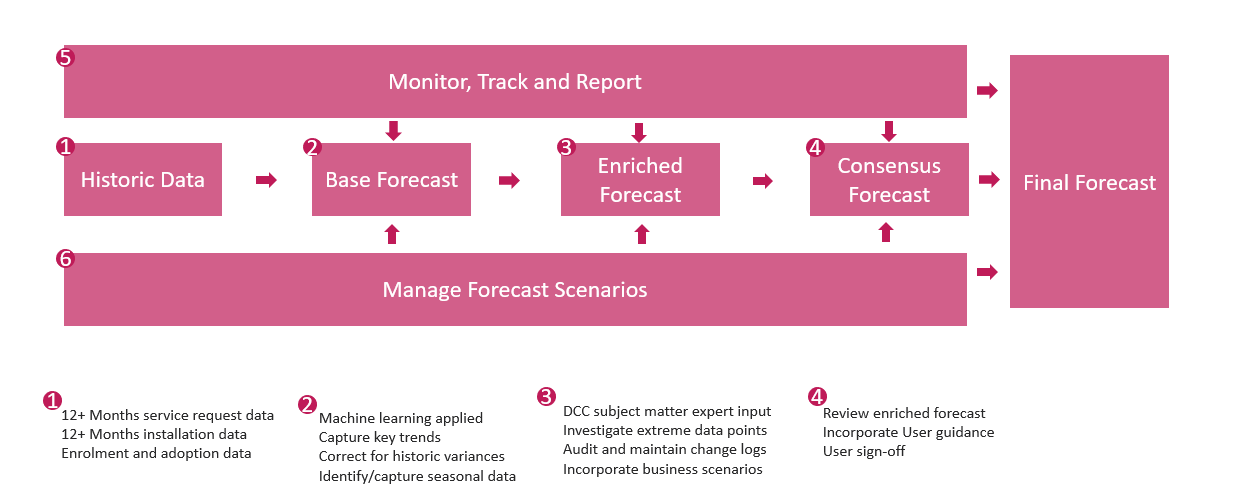 5
Monitor, Track and Report
1
Historic Data
2
Base Forecast
3
Enriched
Forecast
4
Consensus
Forecast
Final Forecast
6
Manage Forecast Scenarios
1
12+ Months service request data
12+ Months installation data
Enrolment and adoption data
2
Machine learning applied
Capture key trends
Correct for historic variances
Identify/capture seasonal data
3
DCC subject matter expert input
Investigate extreme data points
Audit and maintain change logs
Incorporate business scenarios
4
Review enriched forecast
Incorporate User guidance
User sign-off